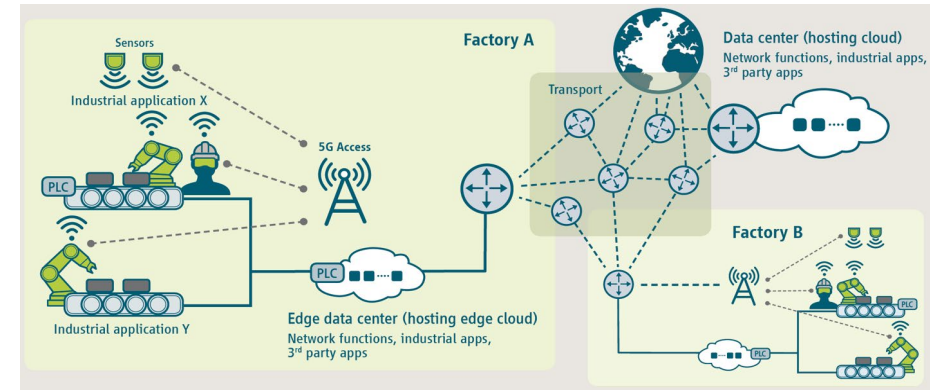 Sensors
Industrial application X
PLC
5G Access
Factory A
Industrial application Y
PLC
Edge data center (hosting edge cloud)
Network functions, industrial apps,
3rd party apps
Transport
Data center (hosting cloud)
Network functions, industrial apps,
3rd party apps
Factory B
PLC
PLC